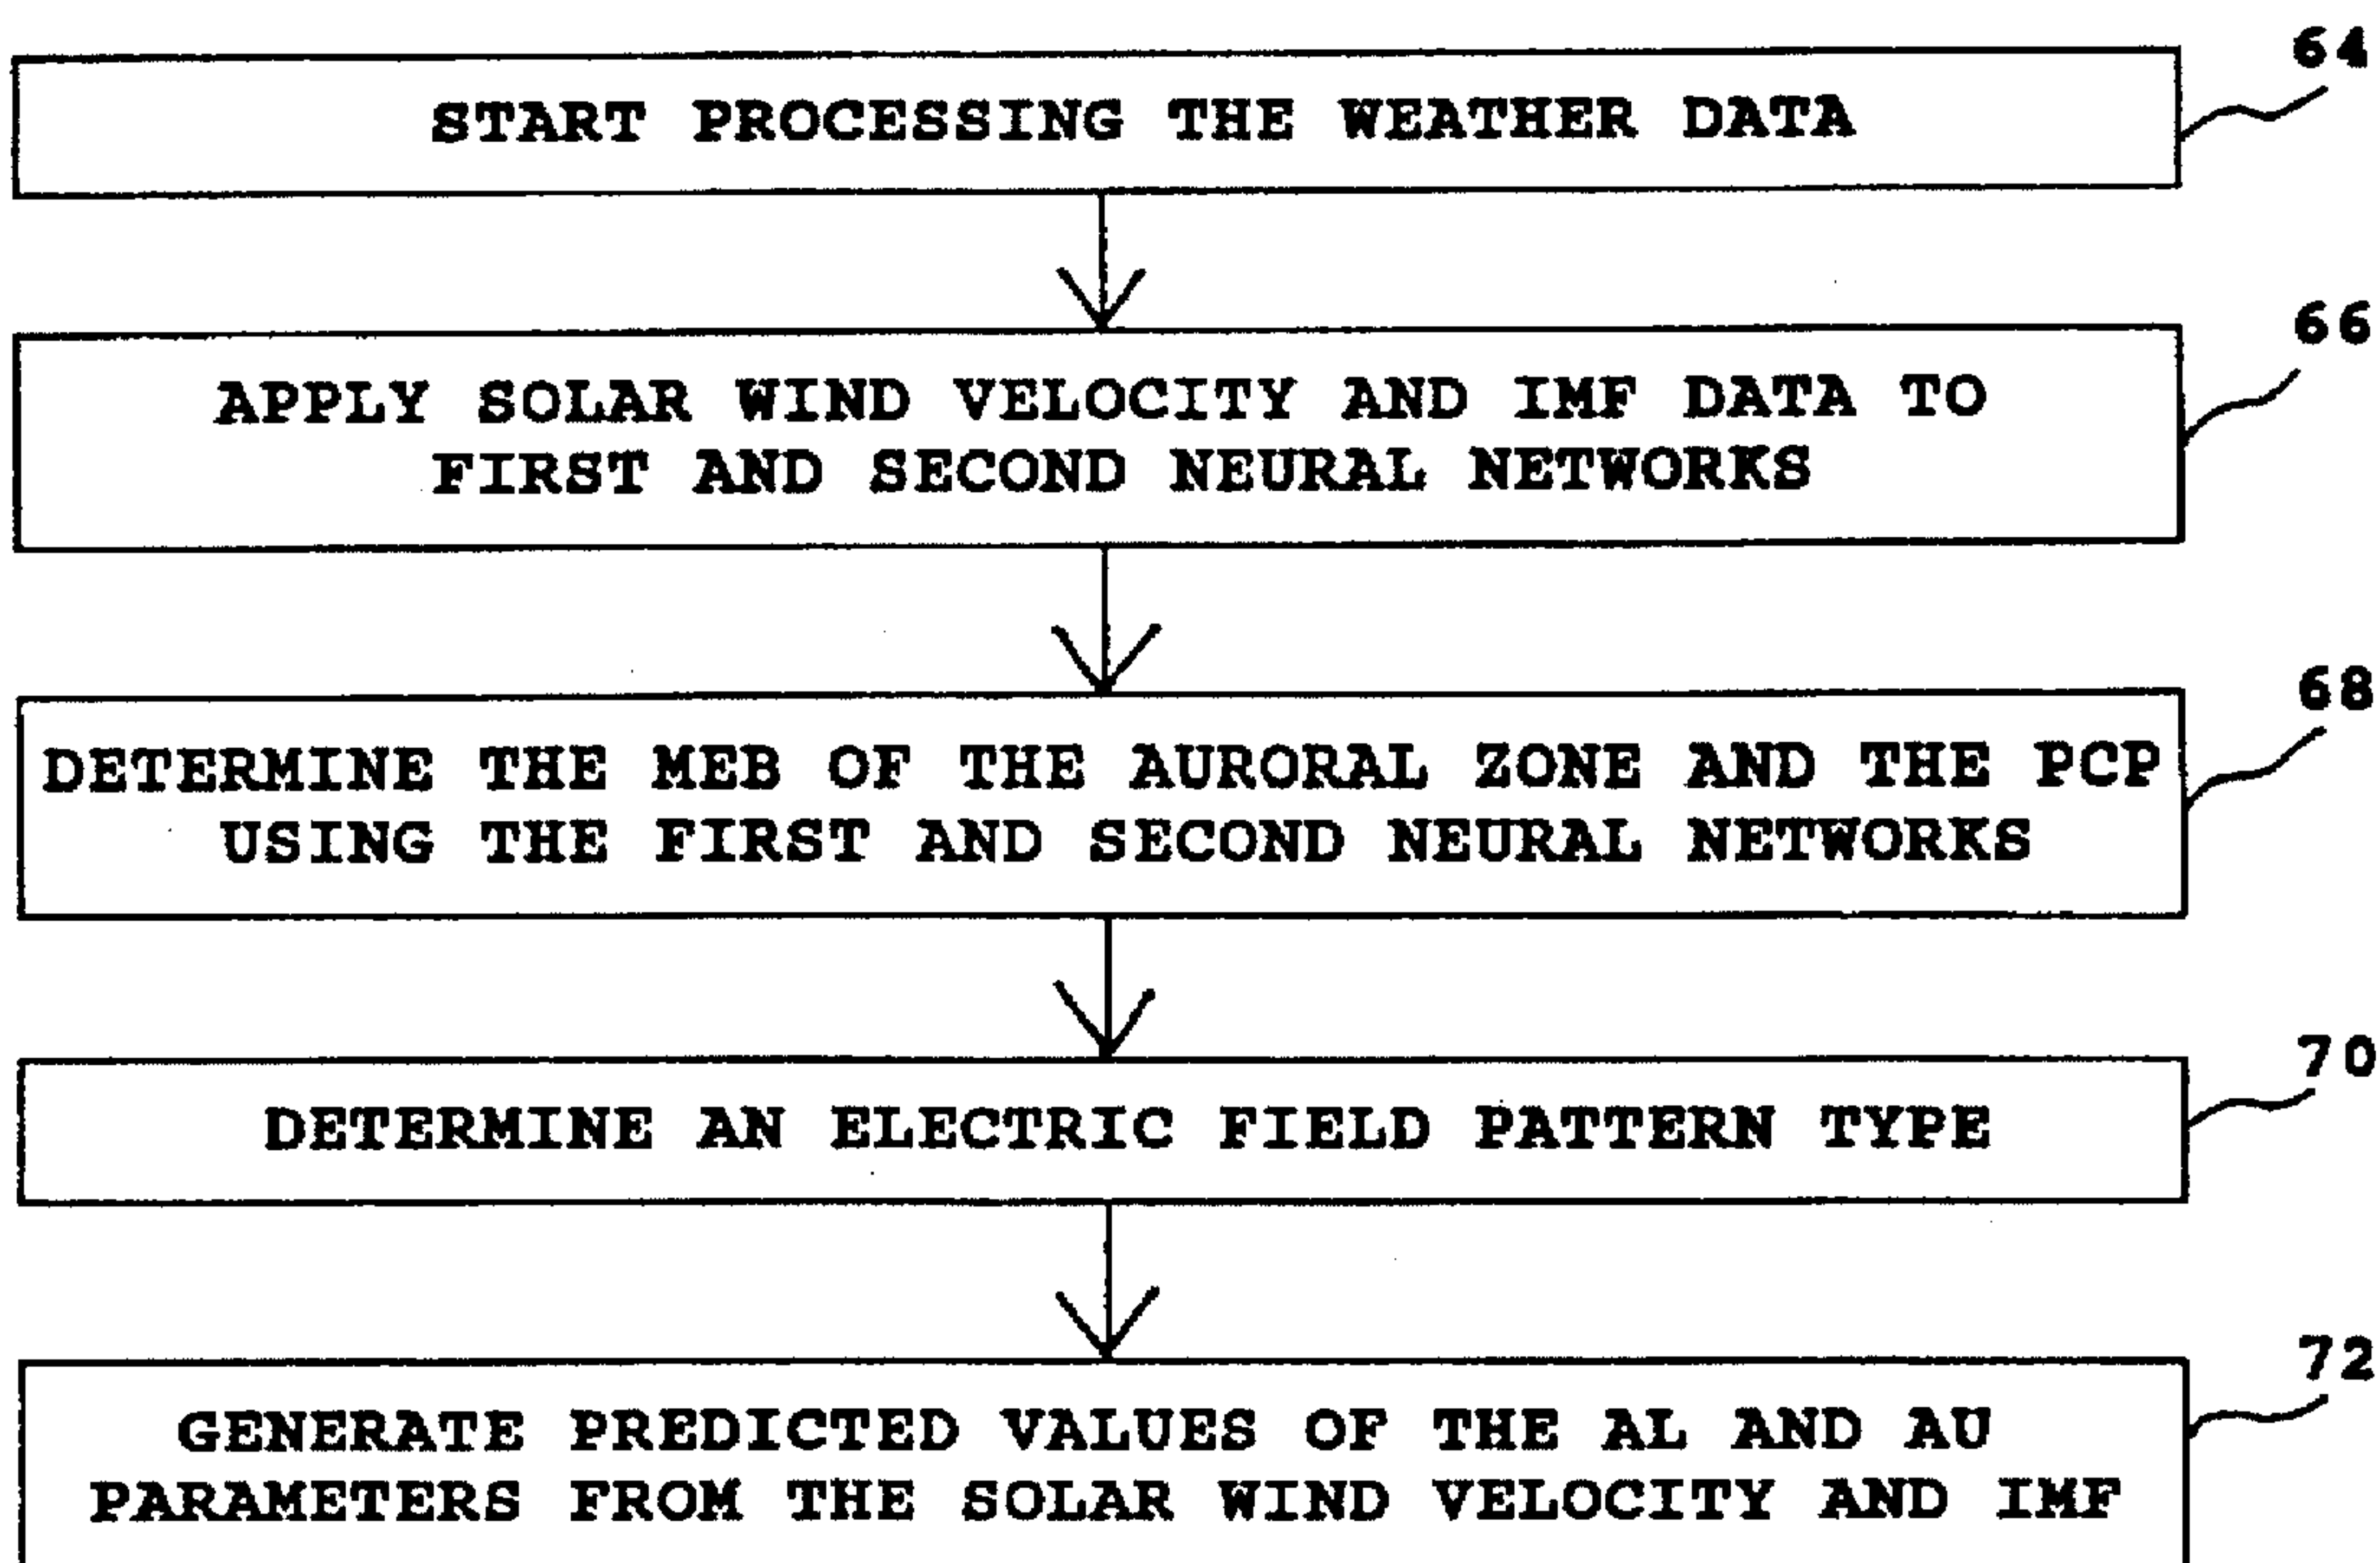 64
START PROCESSING THE WEATHER DATA
66
APPLY SOLAR WIND VELOCITY AND IMF DATA TO
FIRST AND SECOND NEURAL NETWORKS
68
DETERMINE THE MEB OF THE AURORAL ZONE AND THE PCP
USING THE FIRST AND SECOND NEURAL NETWORKS
70
DETERMINE AN ELECTRIC FIELD PATTERN TYPE
72
GENERATE PREDICTED VALUES OF THE AL AND AU
PARAMETERS FROM THE SOLAR WIND VELOCITY AND IMF